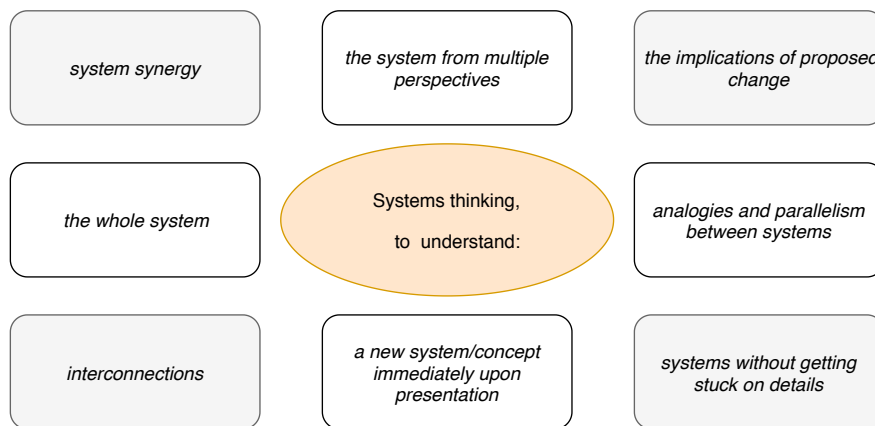 system synergy
the system from multiple
perspectives
the implications of proposed
change
the whole system
Systems thinking,
to understand:
analogies and parallelism
between systems
interconnections
a new system/concept
immediately upon
presentation
systems without getting
stuck on details